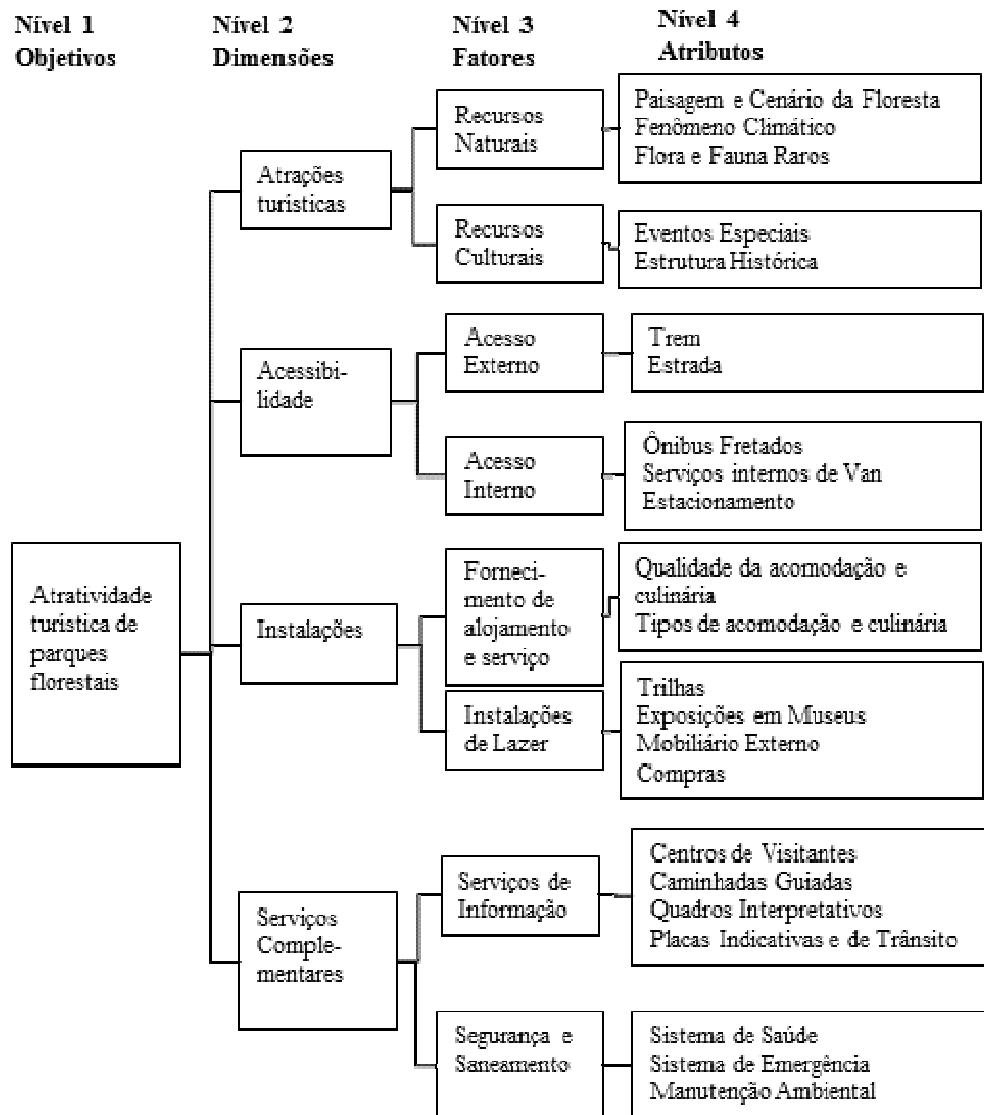 Nível 1
Objetivos
Nível 2
Dimensões
Nível 3
Fatores
Nível 4
Atributos
Atratividade
turística de
parques
florestais
Atrações
turísticas
Recursos
Naturais
Paisagem e Cenário da Floresta
Fenômeno Climático
Flora e Fauna Raros
Recursos
Culturais
Eventos Especiais
Estrutura Histórica
Acessibi-
lidade
Acesso
Externo
Trem
Estrada
Acesso
Interno
Ônibus Fretados
Serviços internos de Van
Estacionamento
Instalações
Forneci-
mento de
alojamento
e serviço
Qualidade da acomodação e
culinária
Tipos de acomodação e culinária
Instalações
de Lazer
Trilhas
Exposições em Museus
Mobiliário Externo
Compras
Serviços
Comple-
mentares
Serviços de
Informação
Centros de Visitantes
Caminhadas Guiadas
Quadros Interpretativos
Placas Indicativas e de Trânsito
Segurança e
Saneamento
Sistema de Saúde
Sistema de Emergência
Manutenção Ambiental